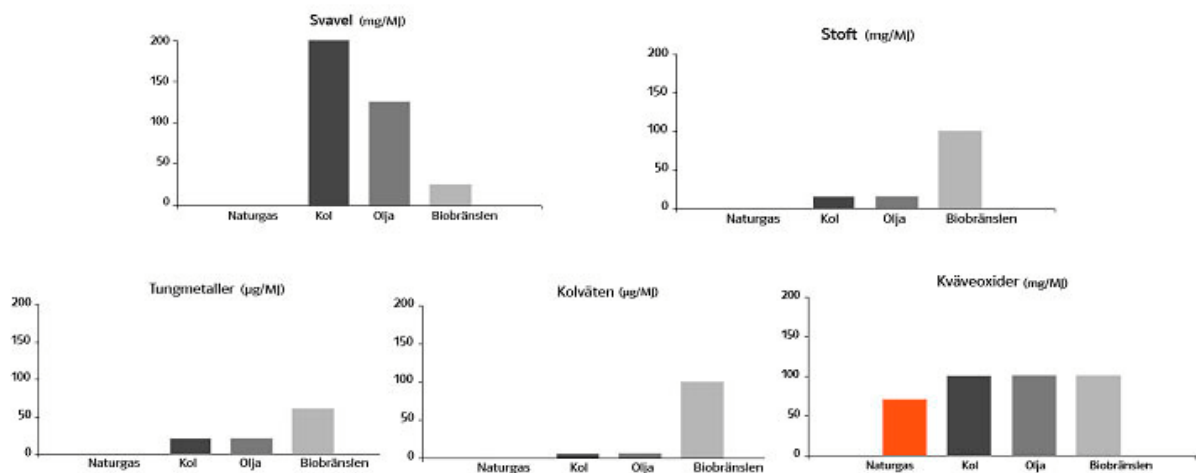 Svavel (mg/MJ)
200
150
100
50
0
Naturgas Kol Olja Biobränslen
Stoft (mg/MJ)
200
150
100
50
0
Naturgas Kol Olja Biobränslen
Tungmetaller (µg/MJ)
200
150
100
50
0
Naturgas Kol Olja Biobränslen
Kolväten (µg/MJ)
200
150
100
50
0
Naturgas Kol Olja Biobränslen
Kväveoxider (mg/MJ)
200
150
100
50
0
Naturgas Kol Olja Biobränslen